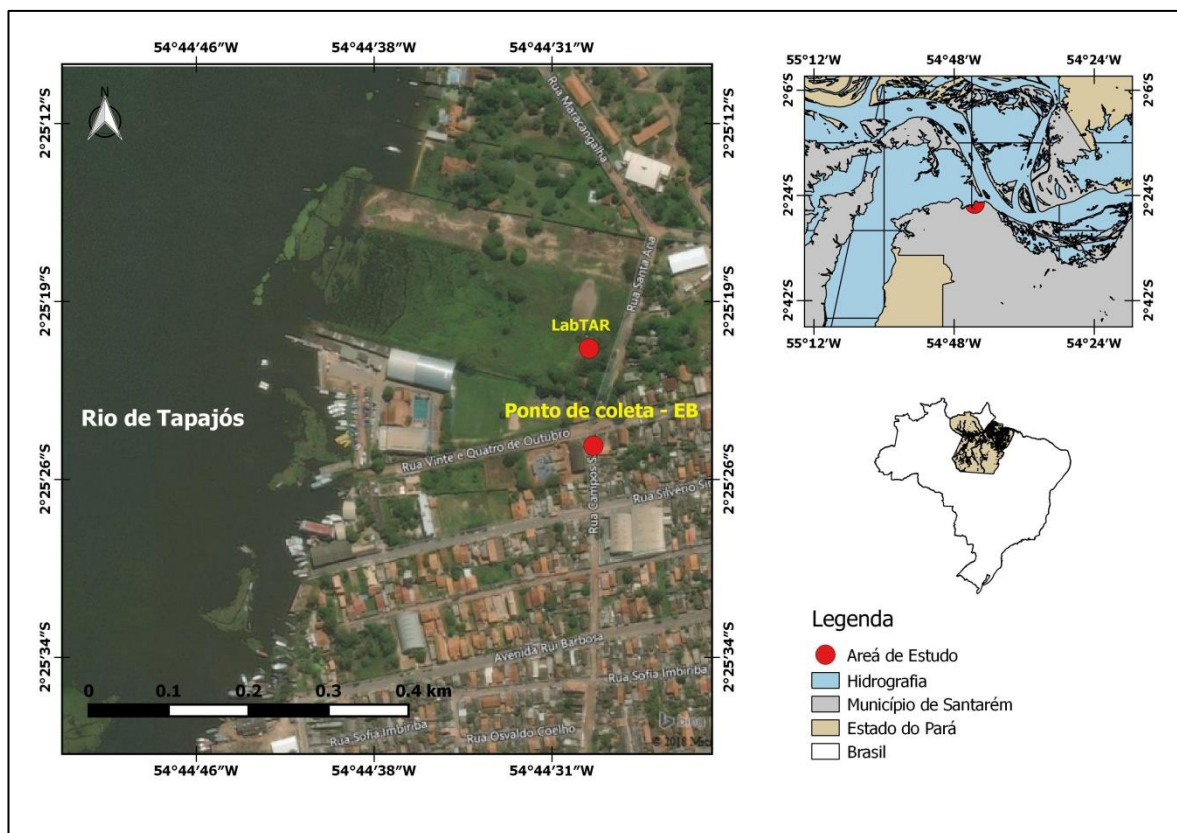 54°44′46″W 54°44′38″W 54°44′31″W
2°25′12″S
2°25′19″S
2°25′26″S
2°25′34″S
N
Rua Maracangalha
Rua Santa Ana
LabTAR
Ponto de coleta - EB
Rio de Tapajós
Rua Vinte e Quatro de Outubro
Rua Campos S
Rua Silverio Sir
Avenida Rui Barbosa
Rua Sofia Imbiriba
Rua Sofia Imbiriba
Rua Osvaldo Coelho
0 0.1 0.2 0.3 0.4 km
bing
2°25′12″S
2°25′19″S
2°25′26″S
2°25′34″S
54°44′46″W 54°44′38″W 54°44′31″W
55°12′W 54°48′W 54°24′W
2°6′S 2°6′S
2°24′S 2°24′S
2°42′S 2°42′S
55°12′W 54°48′W 54°24′W
Legenda
Areá de Estudo
Hidrografia
Município de Santarém
Estado do Pará
Brasil